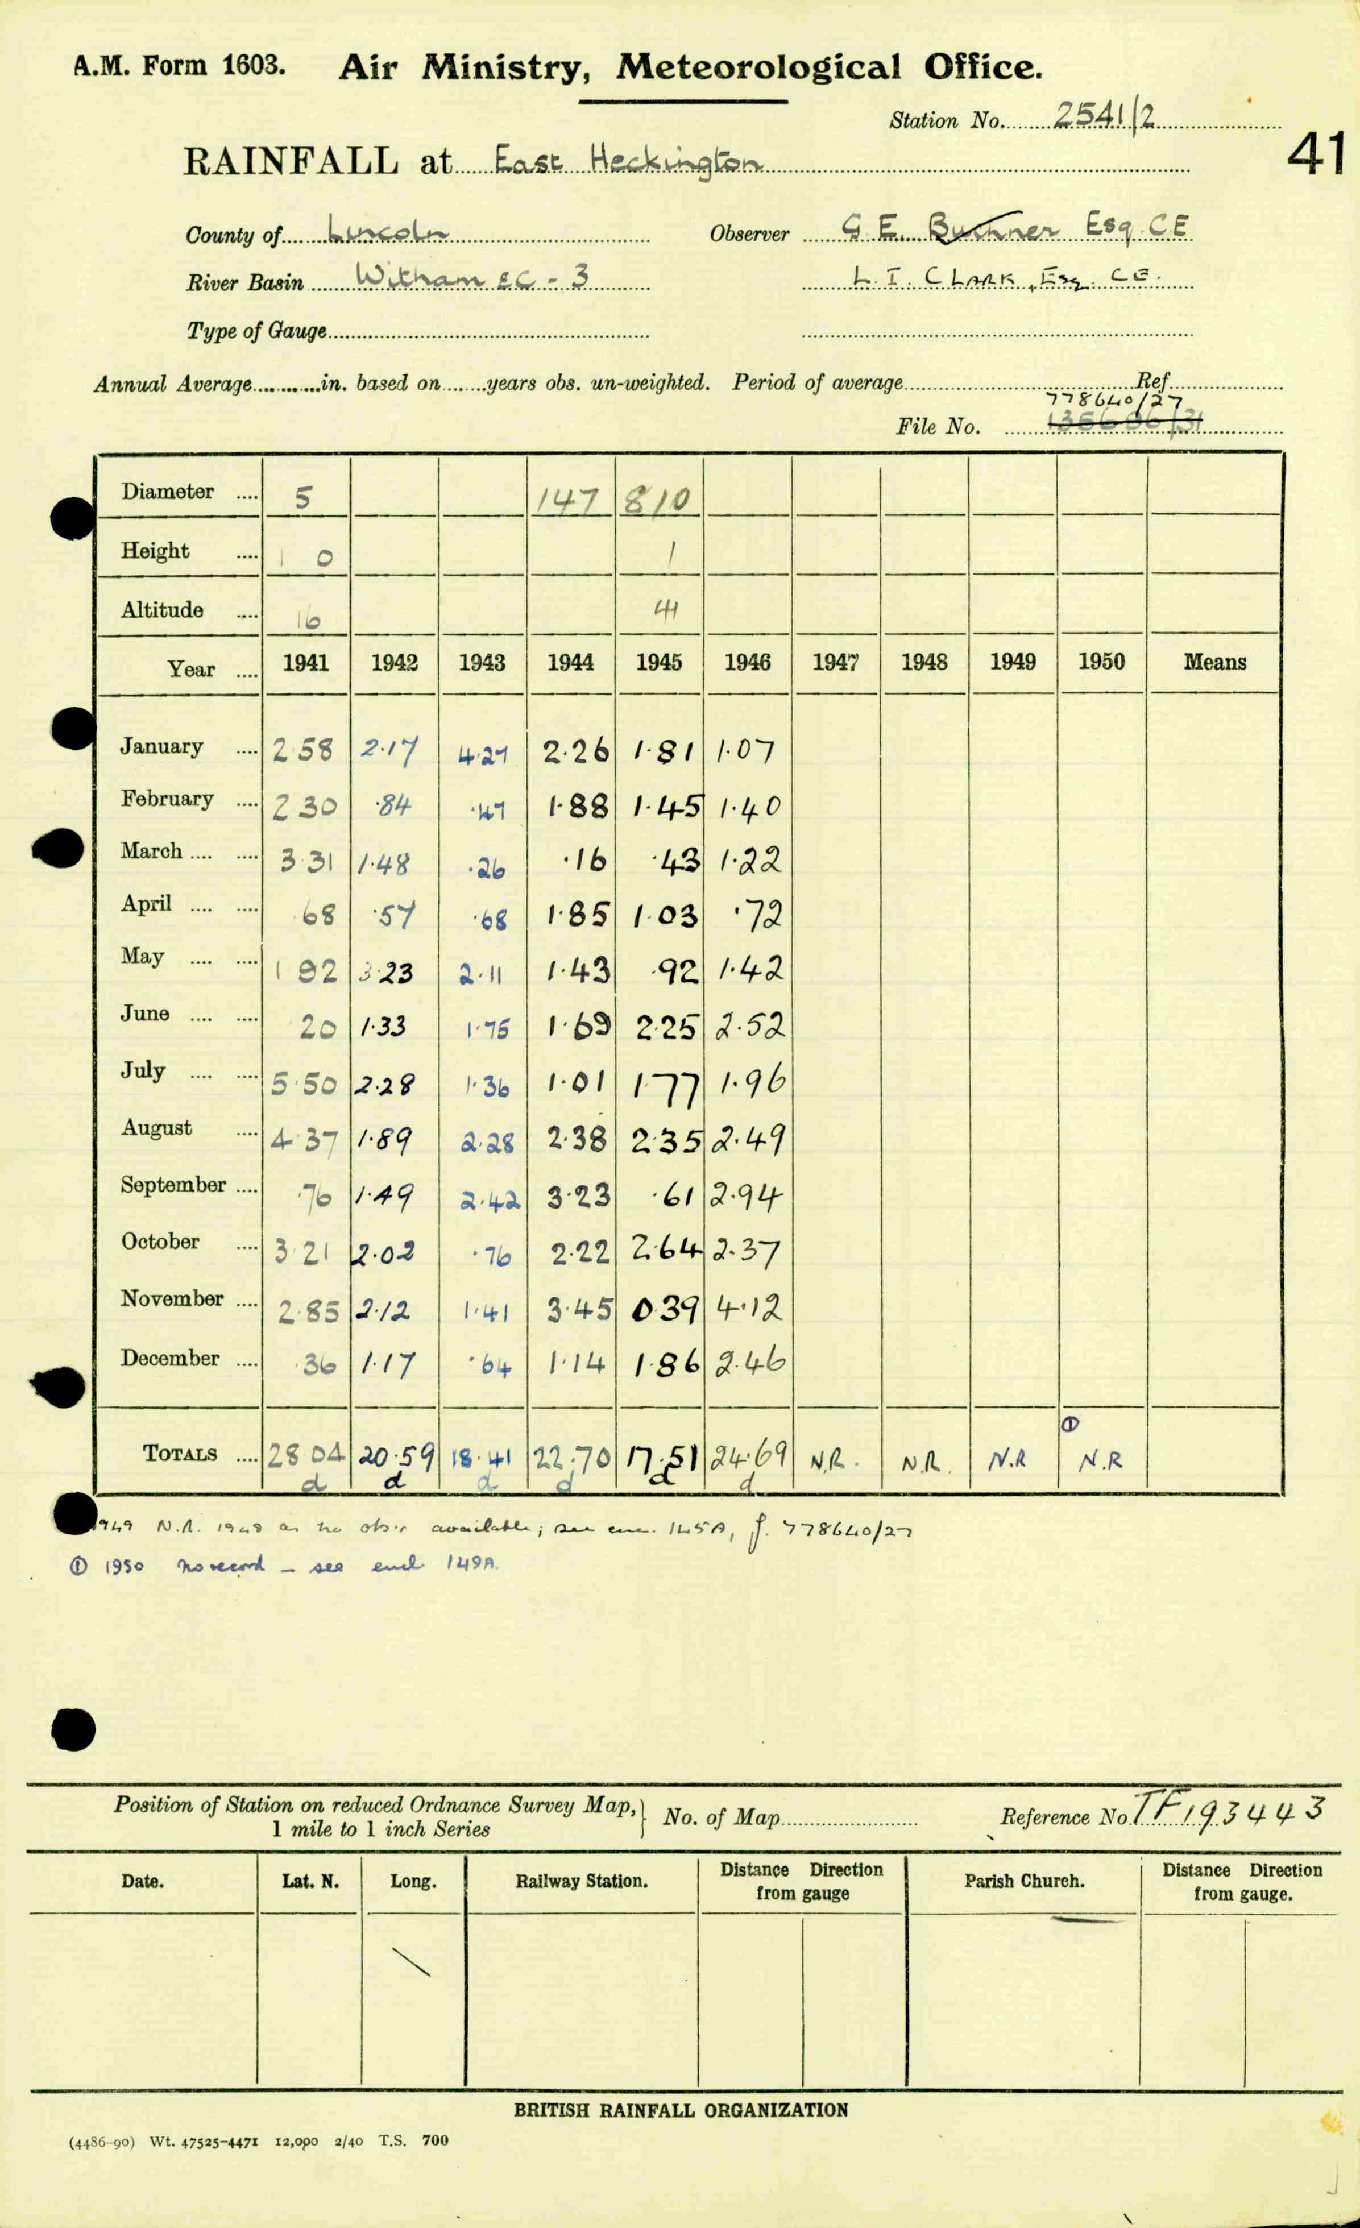 A.M. Form 1603. Air Ministry, Meteorological Office.
Station No. 2541/2
41
RAINFALL at East Heckington
County of Lincoln Observer G E Buchner Esq CE
River Basin Witham EC - 3 L. I. CLARK, Esq. CE.
Type of Gauge
Annual Average in. based on years obs. un-weighted. Period of average Ref
778640/27
File No.
Diameter 5 147 8/10
Height 1 0 1
Altitude 16 41
Year 1941 1942 1943 1944 1945 1946 1947 1948 1949 1950 Means
January 2.58 2.17 4.27 2.26 1.81 1.07
February 2.30 .84 .47 1.88 1.45 1.40
March 3.31 1.48 .26 .16 .43 1.22
April .68 .57 .68 1.85 1.03 .72
May 1.92 3.23 2.11 1.43 .92 1.42
June .20 1.33 1.75 1.69 2.25 2.52
July 5.50 2.28 1.36 1.01 1.77 1.96
August 4.37 1.89 2.28 2.38 2.35 2.49
September .76 1.49 2.42 3.23 .61 2.94
October 3.21 2.02 .76 2.22 2.64 2.37
November 2.85 2.12 1.41 3.45 0.39 4.12
December .36 1.17 .64 1.14 1.86 2.46
①
TOTALS 28.04 20.59 18.41 22.70 17.51 24.69 N.R. N.R. N.R N.R
d d d d d d
1949 N.R. 1948 as no obsns available; see enc. 145A, f. 778640/27
① 1950 no record - see encl 149A.
Position of Station on reduced Ordnance Survey Map, 1 mile to 1 inch Series No. of Map Reference No TF193443
Date. Lat. N. Long. Railway Station. Distance from gauge Direction Parish Church. Distance Direction from gauge.
BRITISH RAINFALL ORGANIZATION
(4486-90) Wt. 47525-4471 12,000 2/40 T.S. 700